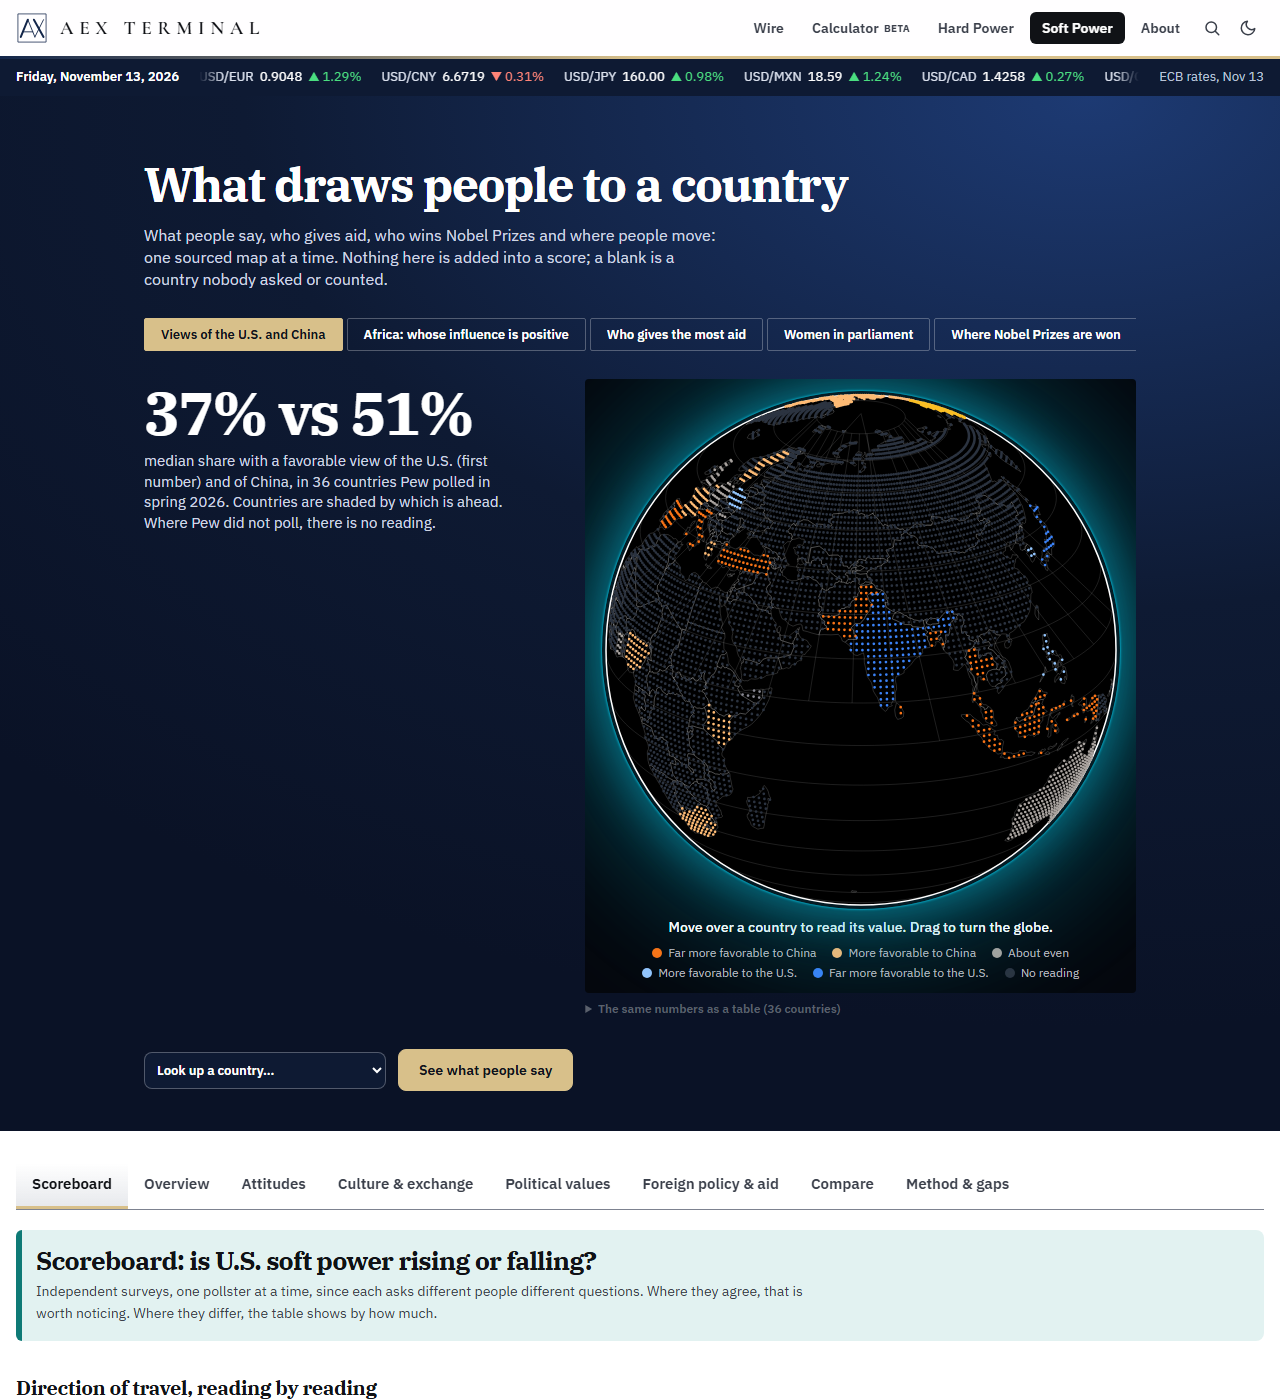 AEX TERMINAL
Wire
Calculator BETA
Hard Power
Soft Power
About
Friday, November 13, 2026
USD/EUR 0.9048 ▲ 1.29%
USD/CNY 6.6719 ▼ 0.31%
USD/JPY 160.00 ▲ 0.98%
USD/MXN 18.59 ▲ 1.24%
USD/CAD 1.4258 ▲ 0.27%
ECB rates, Nov 13
What draws people to a country
What people say, who gives aid, who wins Nobel Prizes and where people move:
one sourced map at a time. Nothing here is added into a score; a blank is a
country nobody asked or counted.
Views of the U.S. and China
Africa: whose influence is positive
Who gives the most aid
Women in parliament
Where Nobel Prizes are won
37% vs 51%
median share with a favorable view of the U.S. (first
number) and of China, in 36 countries Pew polled in
spring 2026. Countries are shaded by which is ahead.
Where Pew did not poll, there is no reading.
Move over a country to read its value. Drag to turn the globe.
Far more favorable to China
More favorable to China
About even
More favorable to the U.S.
Far more favorable to the U.S.
No reading
The same numbers as a table (36 countries)
Look up a country...
See what people say
Scoreboard
Overview
Attitudes
Culture & exchange
Political values
Foreign policy & aid
Compare
Method & gaps
Scoreboard: is U.S. soft power rising or falling?
Independent surveys, one pollster at a time, since each asks different people different questions. Where they agree, that is
worth noticing. Where they differ, the table shows by how much.
Direction of travel, reading by reading